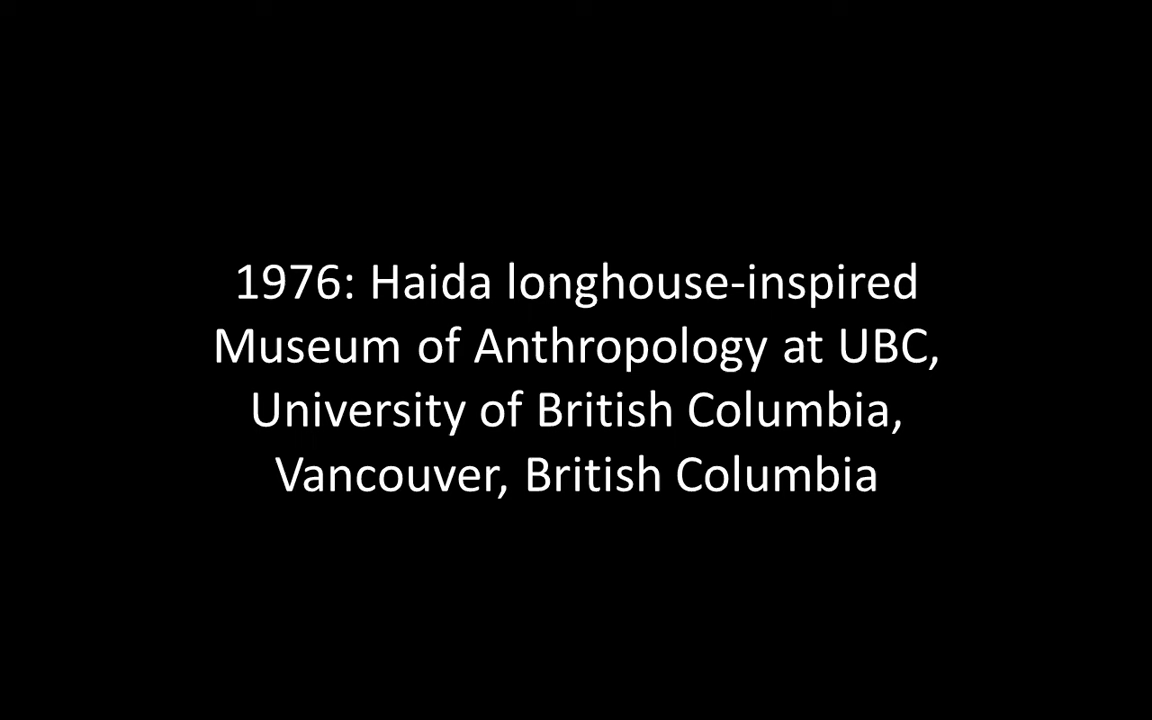 1976: Haida longhouse-inspired
Museum of Anthropology at UBC,
University of British Columbia,
Vancouver, British Columbia